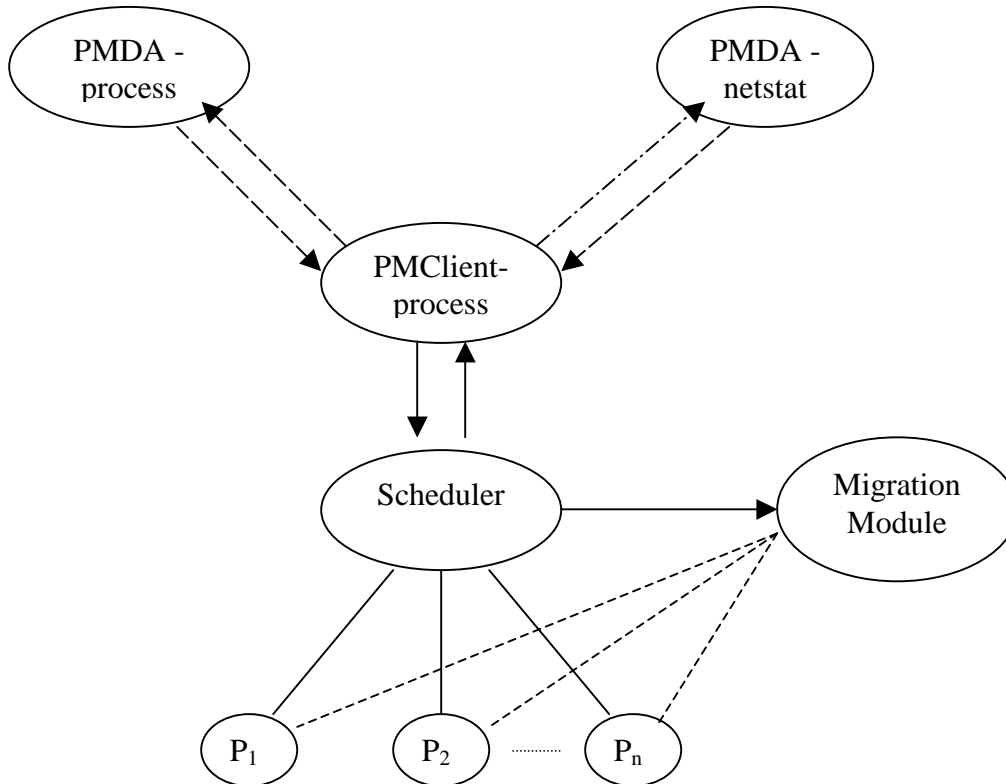 PMDA -
process
PMDA -
netstat
PMClient-
process
Scheduler
Migration
Module
P1
P2
Pn